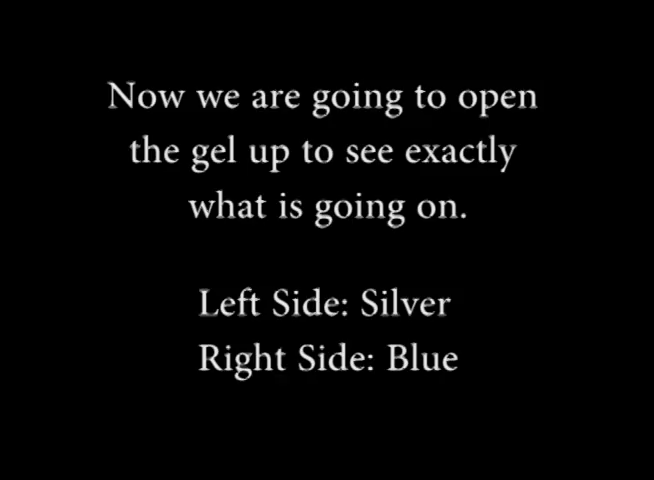 Now we are going to open
the gel up to see exactly
what is going on.
Left Side: Silver
Right Side: Blue